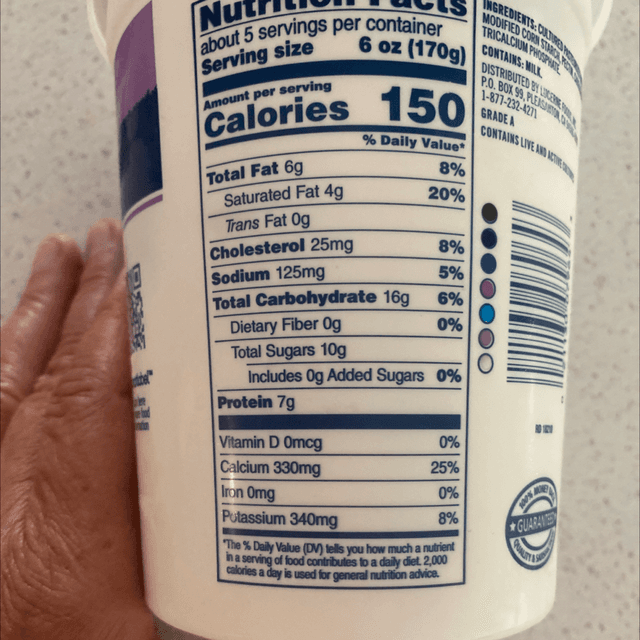 Nutrition Facts
about 5 servings per container
Serving size 6 oz (170g)
Amount per serving
Calories 150
% Daily Value*
Total Fat 6g 8%
Saturated Fat 4g 20%
Trans Fat 0g
Cholesterol 25mg 8%
Sodium 125mg 5%
Total Carbohydrate 16g 6%
Dietary Fiber 0g 0%
Total Sugars 10g
Includes 0g Added Sugars 0%
Protein 7g
Vitamin D 0mcg 0%
Calcium 330mg 25%
Iron 0mg 0%
Potassium 340mg 8%
*The % Daily Value (DV) tells you how much a nutrient
in a serving of food contributes to a daily diet. 2,000
calories a day is used for general nutrition advice.
INGREDIENTS: CULTURED
MODIFIED CORN STARCH,
TRICALCIUM PHOSPHATE.
CONTAINS: MILK.
DISTRIBUTED BY LUCERNE FOODS,
P.O. BOX 99, PLEASANTON,
1-877-232-4271
GRADE A
CONTAINS LIVE AND ACTIVE
GUARANTEED